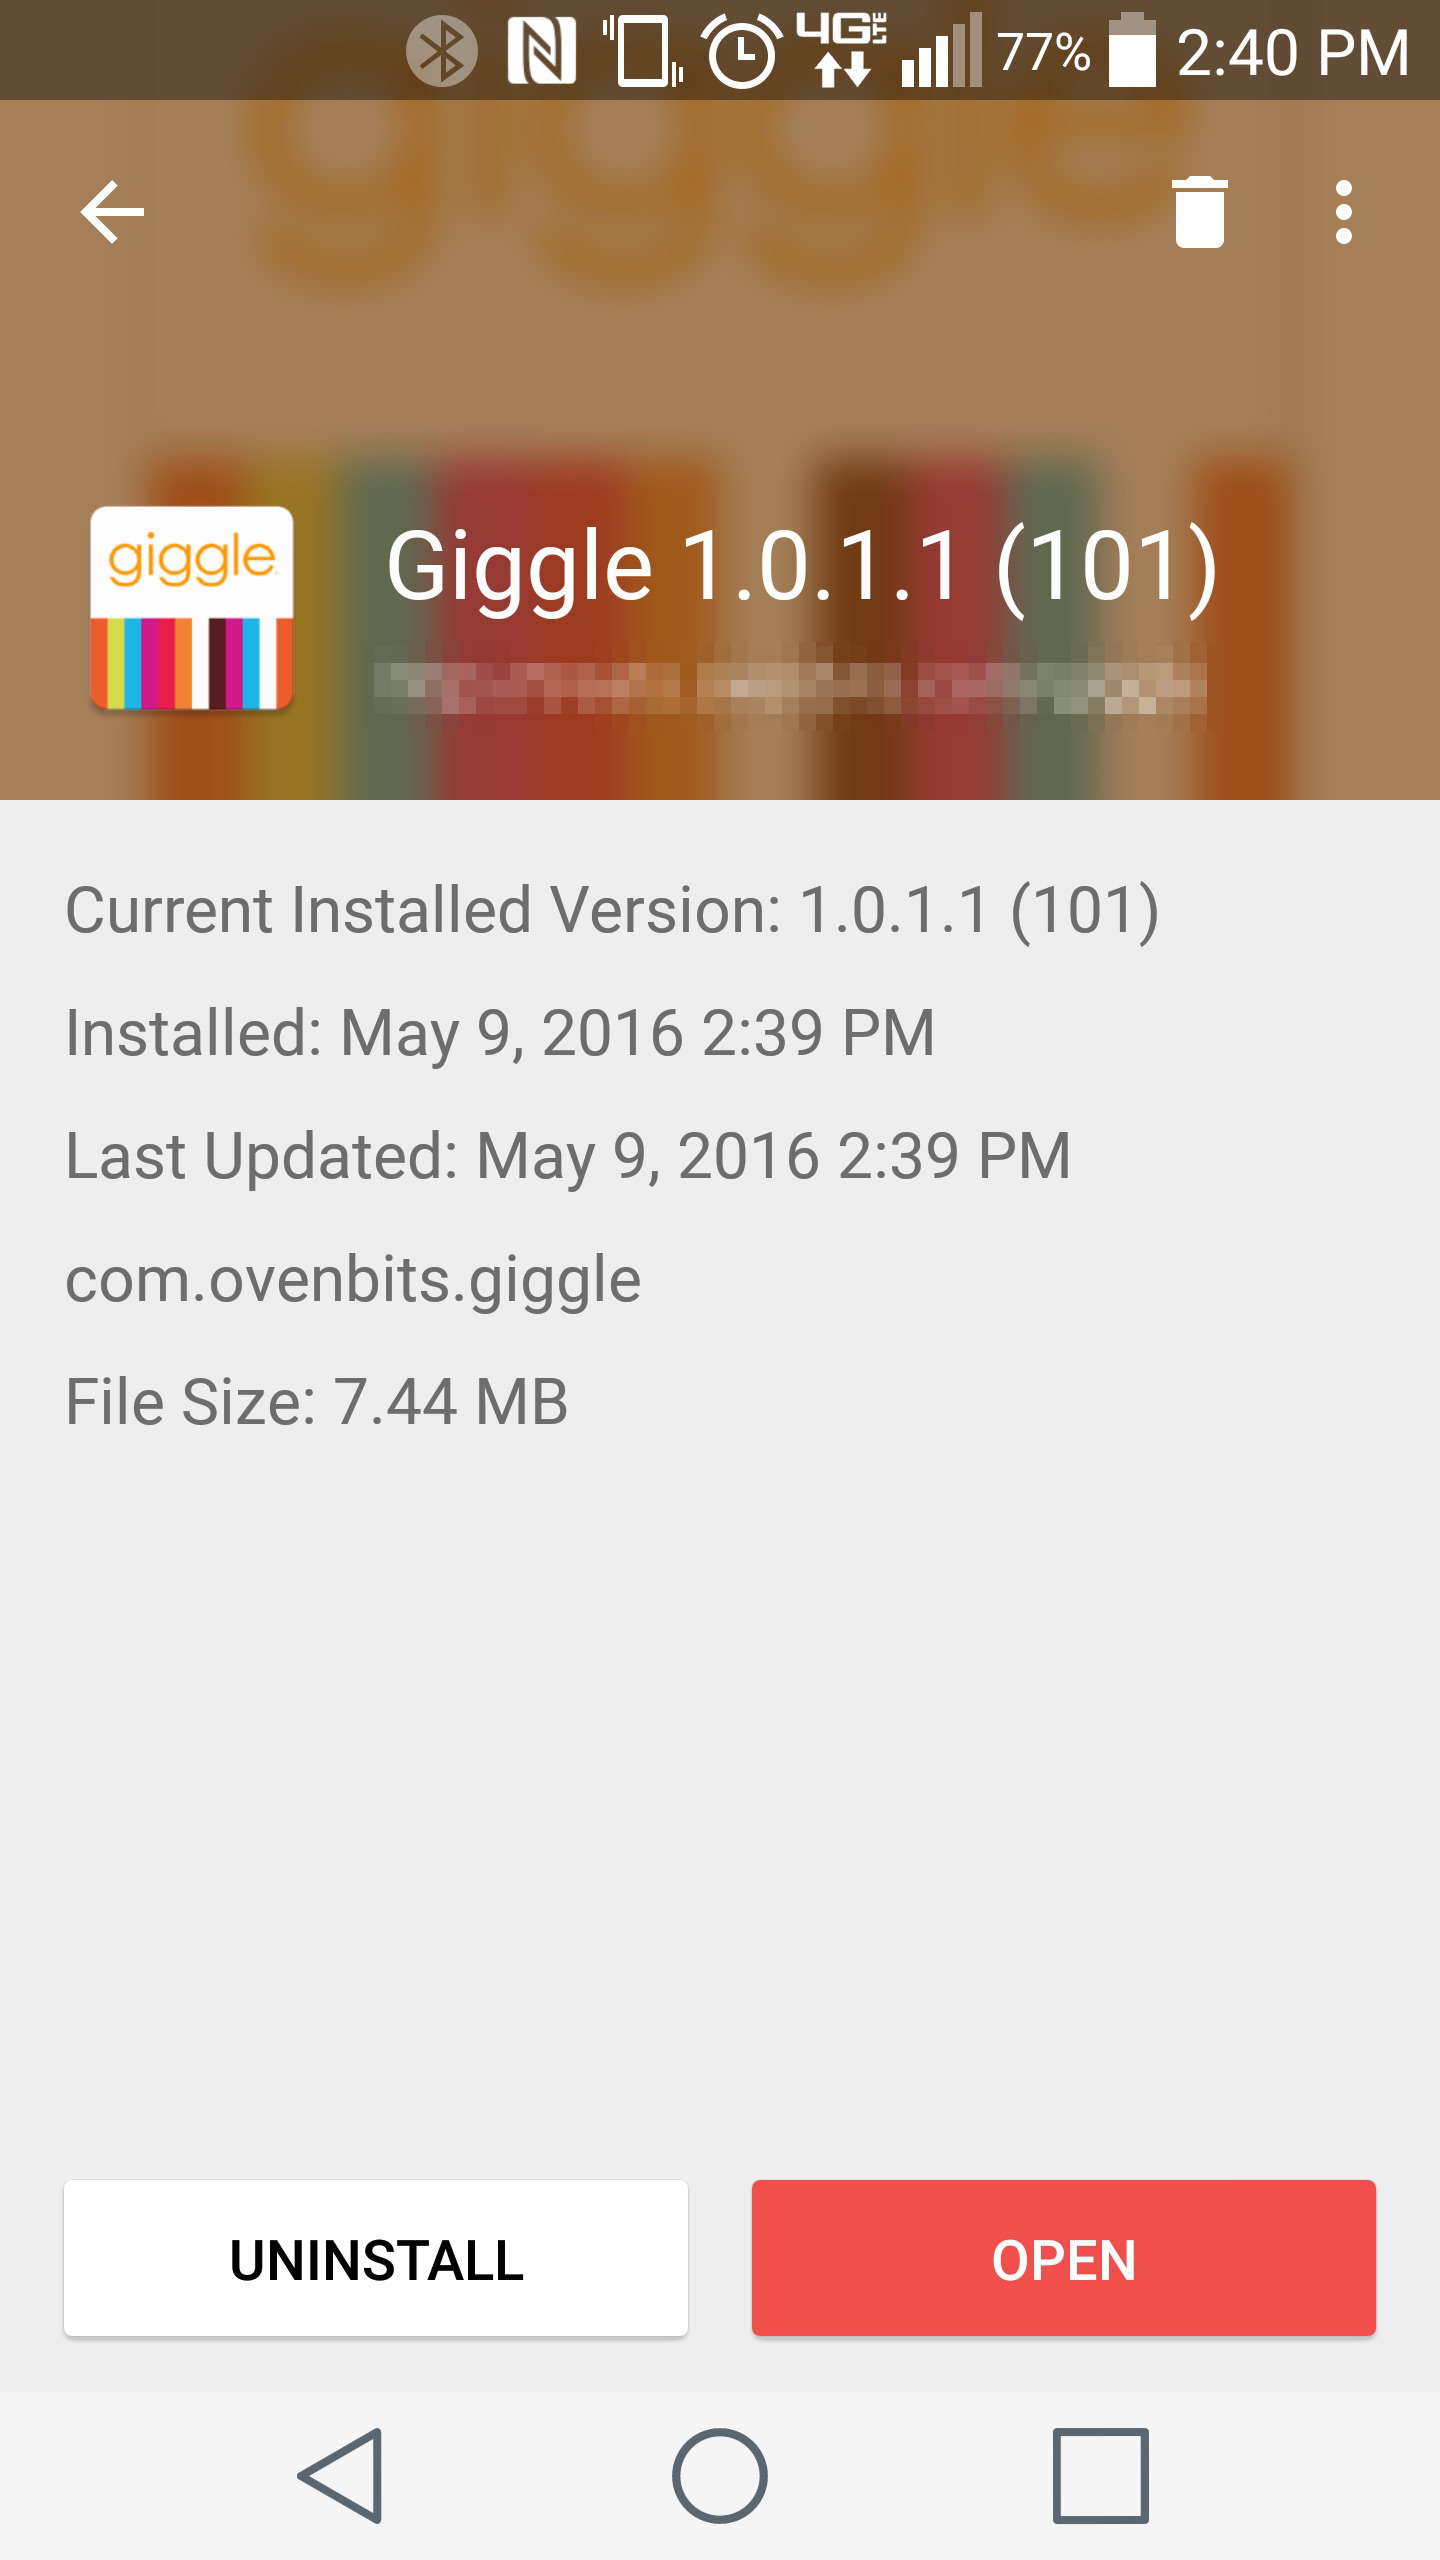 4G LTE 77% 2:40 PM
giggle
giggle.
Giggle 1.0.1.1 (101)
Current Installed Version: 1.0.1.1 (101)
Installed: May 9, 2016 2:39 PM
Last Updated: May 9, 2016 2:39 PM
com.ovenbits.giggle
File Size: 7.44 MB
UNINSTALL
OPEN